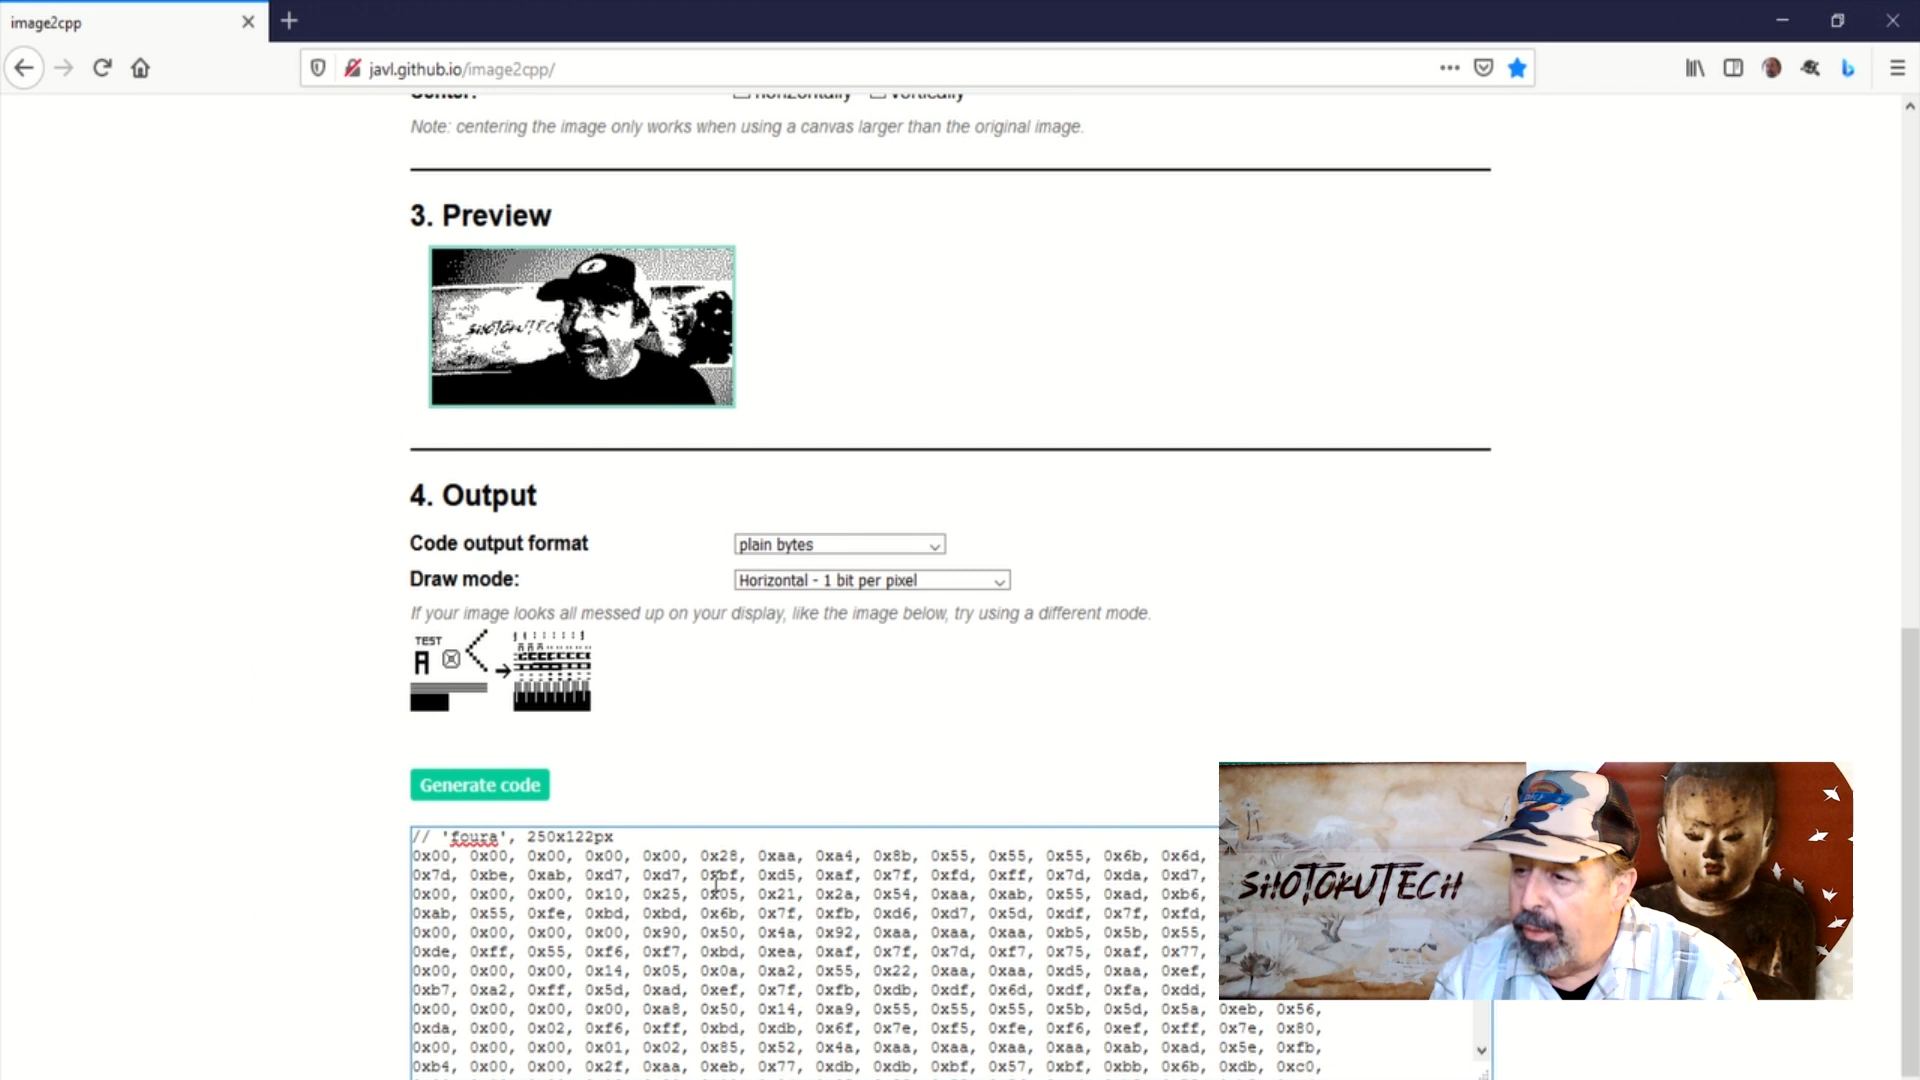 image2cpp
javl.github.io/image2cpp/
Center: horizontally vertically
Note: centering the image only works when using a canvas larger than the original image.
3. Preview
SHOTOKUTECH
4. Output
Code output format plain bytes
Draw mode: Horizontal - 1 bit per pixel
If your image looks all messed up on your display, like the image below, try using a different mode.
TEST
A
Generate code
// 'foura', 250x122px
0x00, 0x00, 0x00, 0x00, 0x00, 0x28, 0xaa, 0xa4, 0x8b, 0x55, 0x55, 0x55, 0x6b, 0x6d,
0x7d, 0xbe, 0xab, 0xd7, 0xd7, 0xbf, 0xd5, 0xaf, 0x7f, 0xfd, 0xff, 0x7d, 0xda, 0xd7,
0x00, 0x00, 0x00, 0x10, 0x25, 0x05, 0x21, 0x2a, 0x54, 0xaa, 0xab, 0x55, 0xad, 0xb6,
0xab, 0x55, 0xfe, 0xbd, 0xbd, 0x6b, 0x7f, 0xfb, 0xd6, 0xd7, 0x5d, 0xdf, 0x7f, 0xfd,
0x00, 0x00, 0x00, 0x00, 0x90, 0x50, 0x4a, 0x92, 0xaa, 0xaa, 0xaa, 0xb5, 0x5b, 0x55,
0xde, 0xff, 0x55, 0xf6, 0xf7, 0xbd, 0xea, 0xaf, 0x7f, 0x7d, 0xf7, 0x75, 0xaf, 0x77,
0x00, 0x00, 0x00, 0x14, 0x05, 0x0a, 0xa2, 0x55, 0x22, 0xaa, 0xaa, 0xd5, 0xaa, 0xef,
0xb7, 0xa2, 0xff, 0x5d, 0xad, 0xef, 0x7f, 0xfb, 0xdb, 0xdf, 0x6d, 0xdf, 0xfa, 0xdd,
0x00, 0x00, 0x00, 0x00, 0xa8, 0x50, 0x14, 0xa9, 0x55, 0x55, 0x55, 0x5b, 0x5d, 0x5a, 0xeb, 0x56,
0xda, 0x00, 0x02, 0xf6, 0xff, 0xbd, 0xdb, 0x6f, 0x7e, 0xf5, 0xfe, 0xf6, 0xef, 0xff, 0x7e, 0x80,
0x00, 0x00, 0x00, 0x01, 0x02, 0x85, 0x52, 0x4a, 0xaa, 0xaa, 0xaa, 0xaa, 0xab, 0xad, 0x5e, 0xfb,
0xb4, 0x00, 0x00, 0x2f, 0xaa, 0xeb, 0x77, 0xdb, 0xdb, 0xbf, 0x57, 0xbf, 0xbb, 0x6b, 0xdb, 0xc0,
SHOTOKUTECH